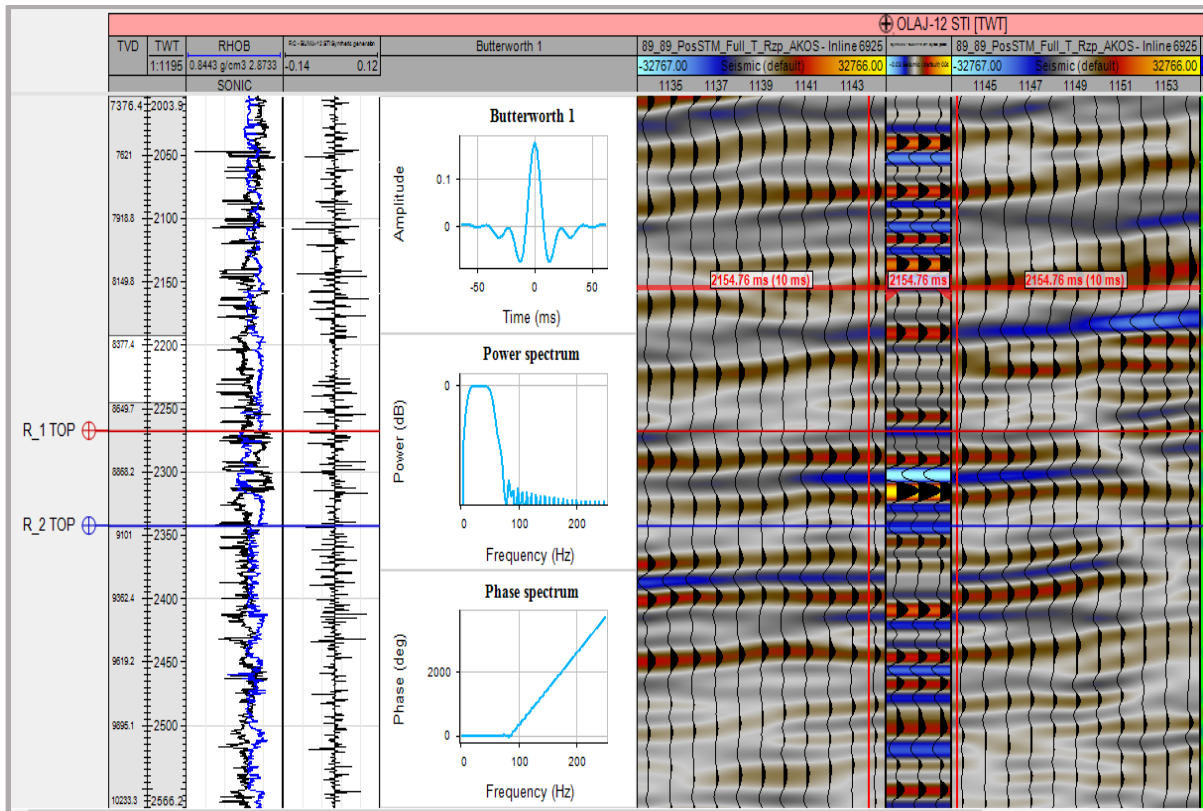 OLAJ-12 STI [TWT]
TVD TWT RHOB RC - Butterworth 1 89_89_PosSTM_Full_T_Rzp_AKOS - Inline 6925 89_89_PosSTM_Full_T_Rzp_AKOS - Inline 6925
1:1195 0.8443 g/cm3 2.8733 -0.14 0.12 -32767.00 Seismic (default) 32766.00 -32767.00 Seismic (default) 32766.00
SONIC 1135 1137 1139 1141 1143 1145 1147 1149 1151 1153
7376.4 2003.9
7621 2050
7918.8 2100
8149.8 2150
8377.4 2200
8649.7 2250
8868.2 2300
9101 2350
9362.4 2400
9619.2 2450
9895.1 2500
10233.3 2566.2
R_1 TOP
R_2 TOP
Butterworth 1
Amplitude
0.1
0
-50 0 50
Time (ms)
Power spectrum
Power (dB)
0
0 100 200
Frequency (Hz)
Phase spectrum
Phase (deg)
2000
0
0 100 200
Frequency (Hz)
2154.76 ms (10 ms) 2154.76 ms 2154.76 ms (10 ms)